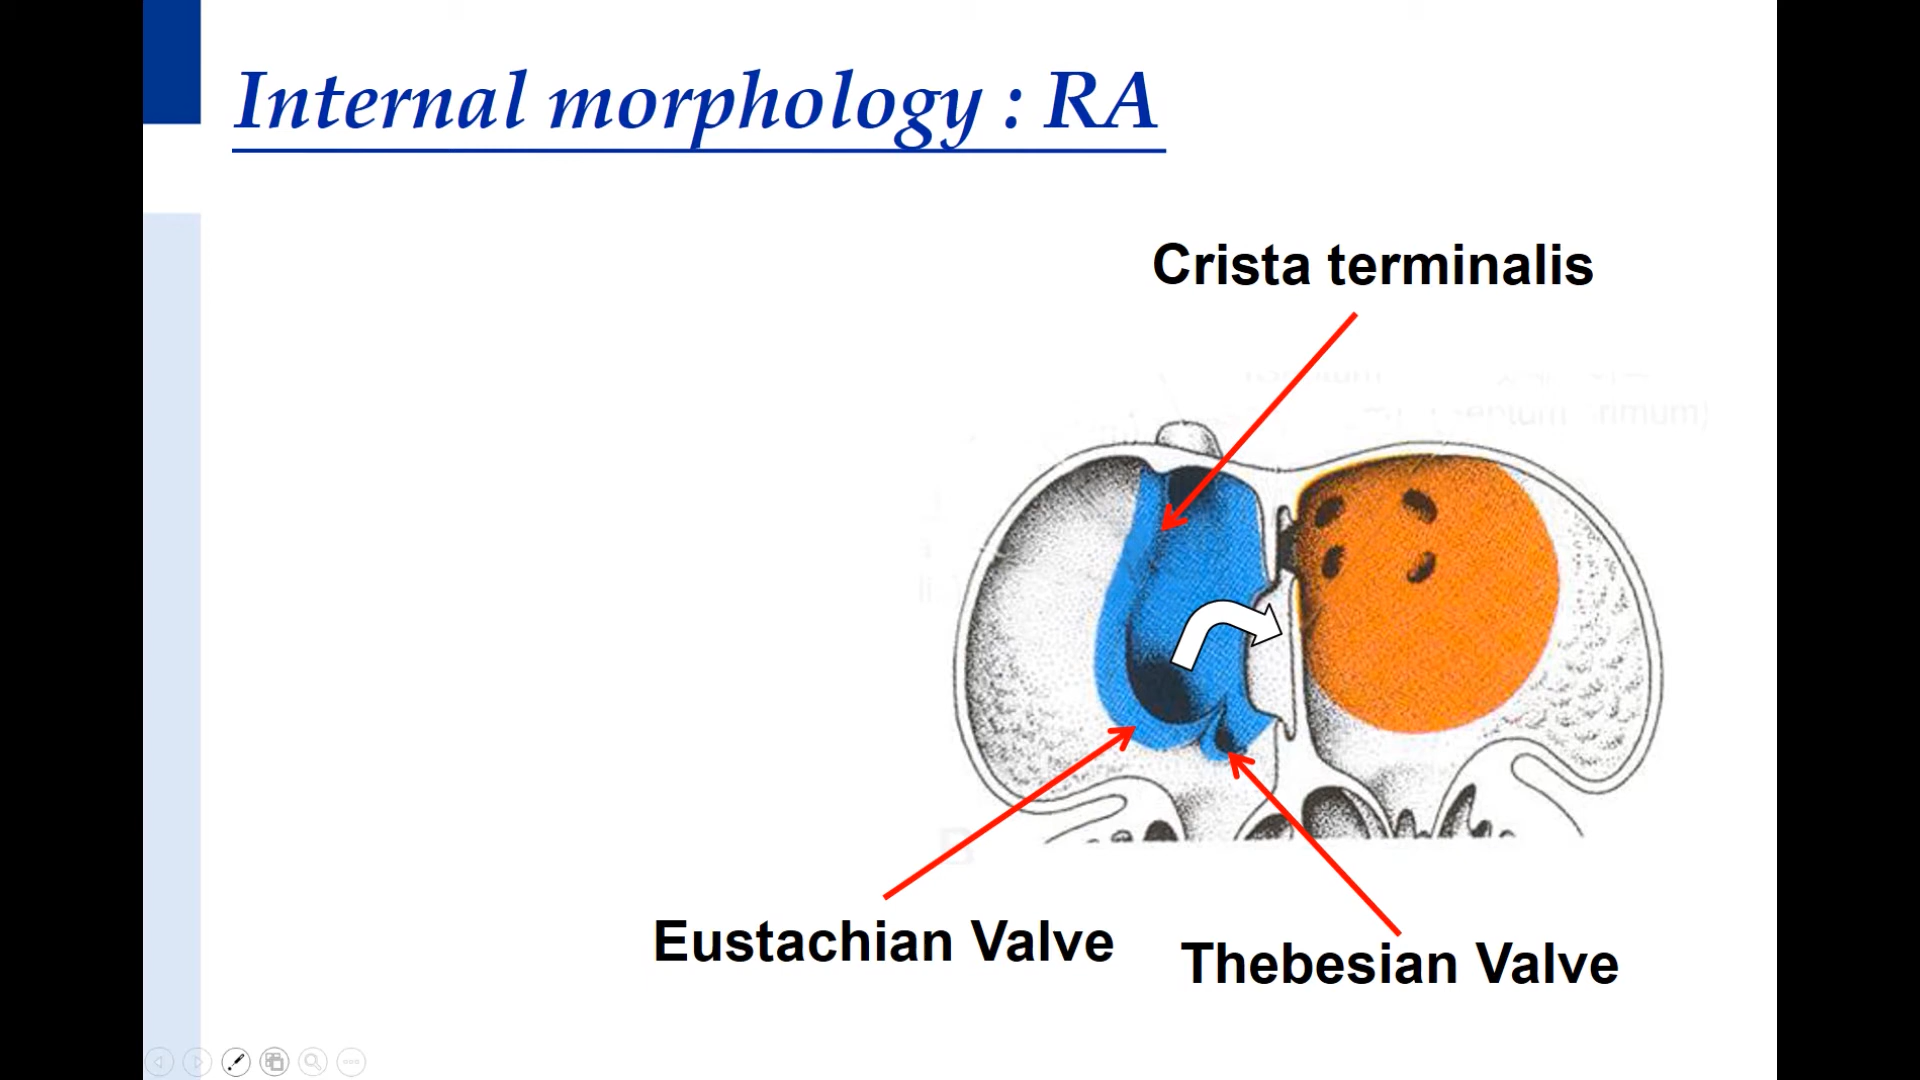 Internal morphology : RA
Crista terminalis
Eustachian Valve
Thebesian Valve